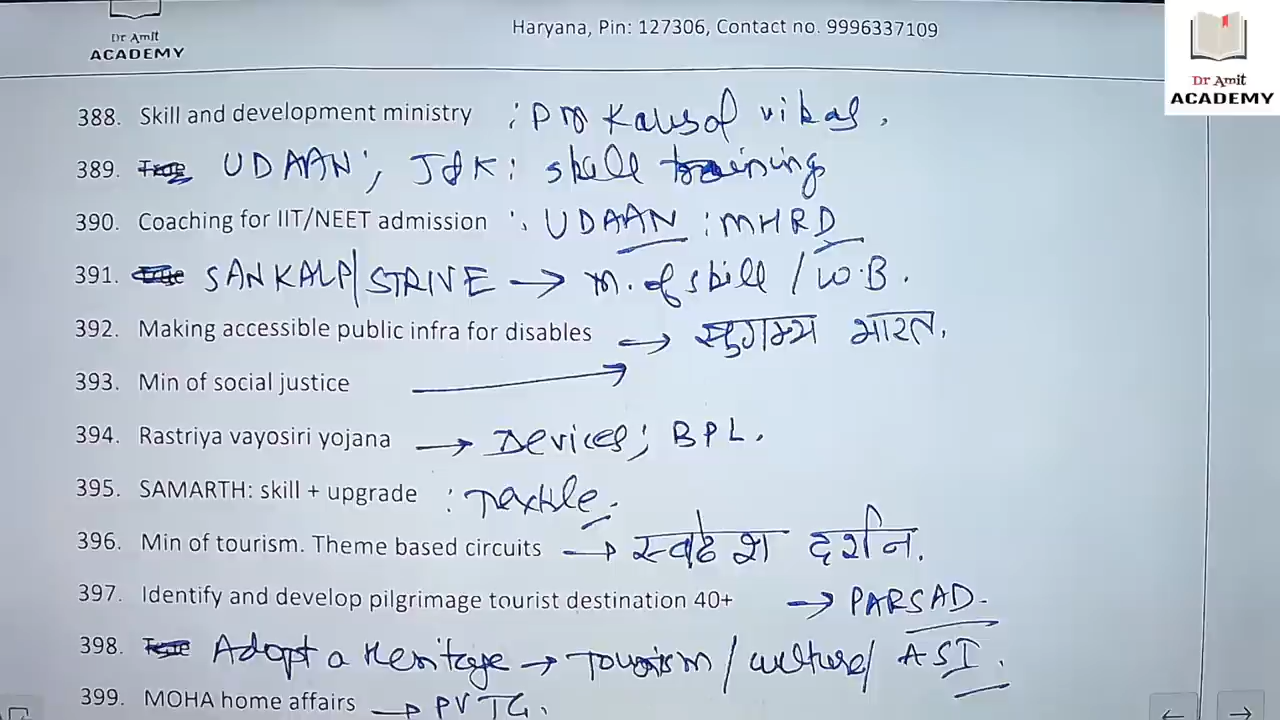 Dr Amit
ACADEMY
Haryana, Pin: 127306, Contact no. 9996337109
Dr Amit
ACADEMY
388. Skill and development ministry : Kausal vikas.
389. UDAAN; J&K: skill training
390. Coaching for IIT/NEET admission : UDAAN : MHRD
391. SANKALP/STRIVE → M. of skill / W.B.
392. Making accessible public infra for disables → सुगम्य भारत.
393. Min of social justice →
394. Rastriya vayosiri yojana → Devices; BPL.
395. SAMARTH: skill + upgrade : Textile.
396. Min of tourism. Theme based circuits → स्वदेश दर्शन.
397. Identify and develop pilgrimage tourist destination 40+ → PARSAD-
398. Adopt a Heritage → Tourism / culture / ASI.
399. MOHA home affairs → PVTG.